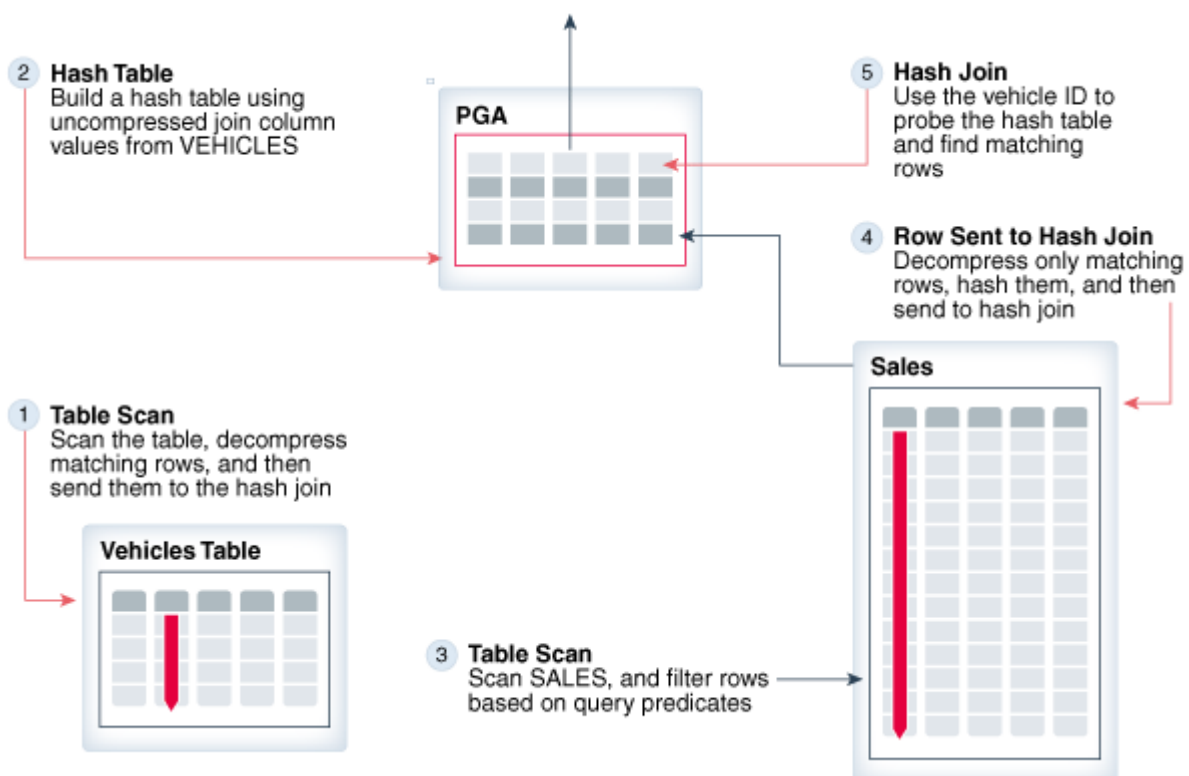 2 Hash Table
Build a hash table using
uncompressed join column
values from VEHICLES
PGA
5 Hash Join
Use the vehicle ID to
probe the hash table
and find matching
rows
4 Row Sent to Hash Join
Decompress only matching
rows, hash them, and then
send to hash join
Sales
1 Table Scan
Scan the table, decompress
matching rows, and then
send them to the hash join
Vehicles Table
3 Table Scan
Scan SALES, and filter rows
based on query predicates